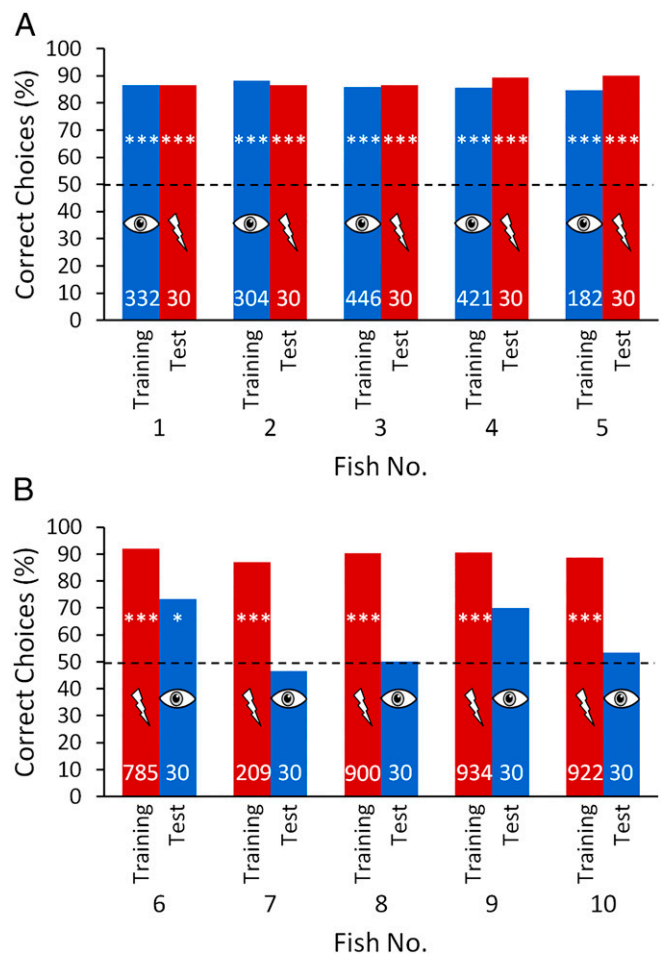 A
Correct Choices (%)
100
90
80
70
60
50
40
30
20
10
0
*** *** *** *** *** *** *** *** *** ***
332 30 304 30 446 30 421 30 182 30
Training Test Training Test Training Test Training Test Training Test
1 2 3 4 5
Fish No.
B
Correct Choices (%)
100
90
80
70
60
50
40
30
20
10
0
*** * *** *** *** ***
785 30 209 30 900 30 934 30 922 30
Training Test Training Test Training Test Training Test Training Test
6 7 8 9 10
Fish No.